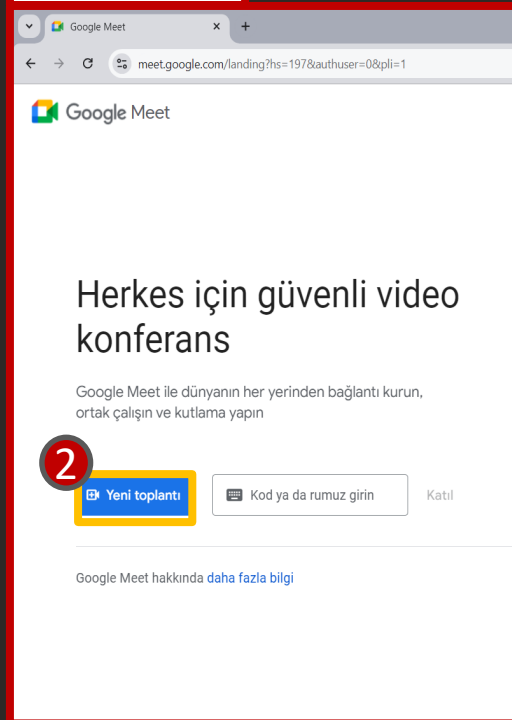 Google Meet
meet.google.com/landing?hs=197&authuser=0&pli=1
Google Meet
Herkes için güvenli video
konferans
Google Meet ile dünyanın her yerinden bağlantı kurun,
ortak çalışın ve kutlama yapın
2
Yeni toplantı Kod ya da rumuz girin Katıl
Google Meet hakkında daha fazla bilgi